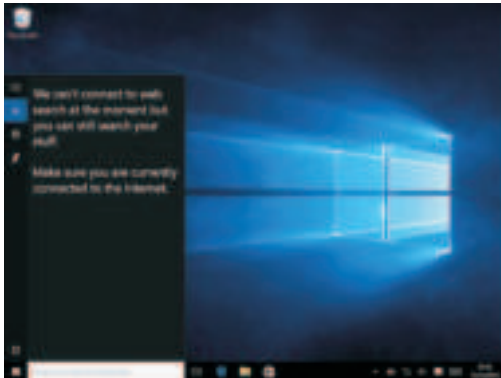 We can't connect to web
search at the moment but
you can still search your
stuff.
Make sure you are currently
connected to the Internet.